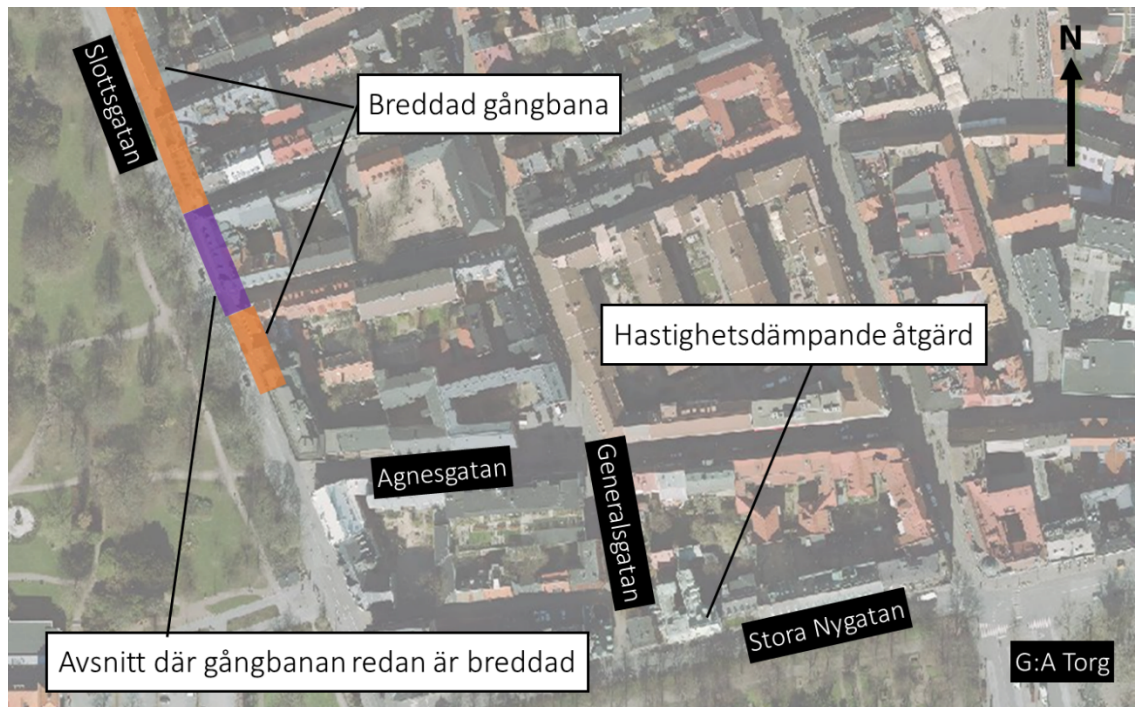 Slottsgatan
N
Breddad gångbana
Hastighetsdämpande åtgärd
Agnesgatan
Generalsgatan
Stora Nygatan
Avsnitt där gångbanan redan är breddad
G:A Torg